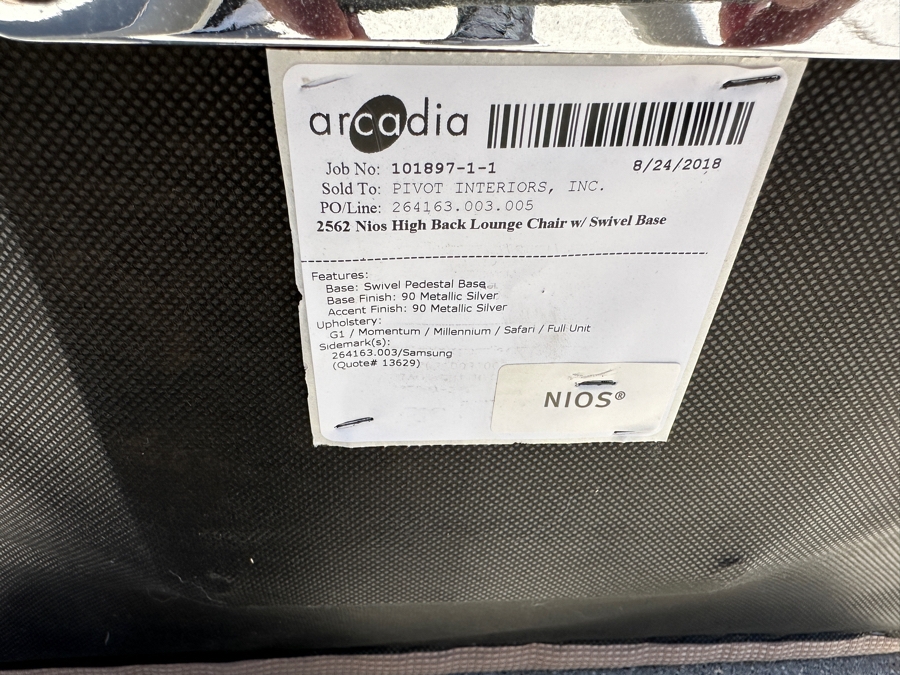 arcadia
Job No: 101897-1-1 8/24/2018
Sold To: PIVOT INTERIORS, INC.
PO/Line: 264163.003.005
2562 Nios High Back Lounge Chair w/ Swivel Base
Features:
Base: Swivel Pedestal Base
Base Finish: 90 Metallic Silver
Accent Finish: 90 Metallic Silver
Upholstery:
G1 / Momentum / Millennium / Safari / Full Unit
Sidemark(s):
264163.003/Samsung
(Quote# 13629)
NIOS®